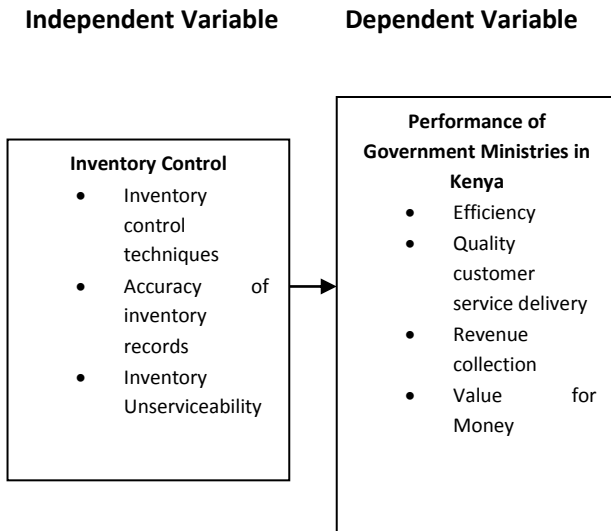 Independent Variable
Dependent Variable
Inventory Control
• Inventory
control
techniques
• Accuracy of
inventory
records
• Inventory
Unserviceability
Performance of
Government Ministries in
Kenya
• Efficiency
• Quality
customer
service delivery
• Revenue
collection
• Value for
Money